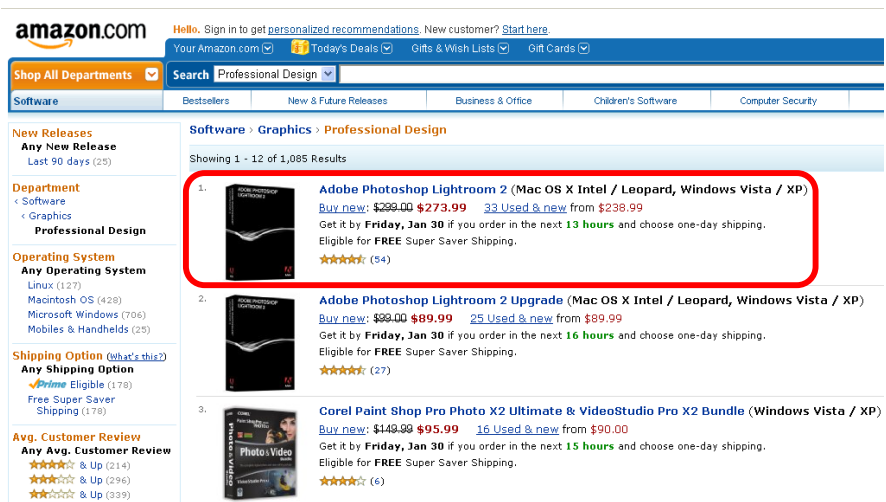 amazon.com
Hello. Sign in to get personalized recommendations. New customer? Start here.
Your Amazon.com Today's Deals Gifts & Wish Lists Gift Cards
Shop All Departments Search Professional Design
Software Bestsellers New & Future Releases Business & Office Children's Software Computer Security
New Releases
Any New Release
Last 90 days (25)
Department
‹ Software
‹ Graphics
Professional Design
Operating System
Any Operating System
Linux (127)
Macintosh OS (428)
Microsoft Windows (706)
Mobiles & Handhelds (25)
Shipping Option (What's this?)
Any Shipping Option
Prime Eligible (178)
Free Super Saver
Shipping (178)
Avg. Customer Review
Any Avg. Customer Review
& Up (214)
& Up (296)
& Up (339)
Software › Graphics › Professional Design
Showing 1 - 12 of 1,085 Results
1.
ADOBE PHOTOSHOP
LIGHTROOM 2
Adobe Photoshop Lightroom 2 (Mac OS X Intel / Leopard, Windows Vista / XP)
Buy new: $299.00 $273.99 33 Used & new from $238.99
Get it by Friday, Jan 30 if you order in the next 13 hours and choose one-day shipping.
Eligible for FREE Super Saver Shipping.
(54)
2.
ADOBE PHOTOSHOP
LIGHTROOM 2
Adobe Photoshop Lightroom 2 Upgrade (Mac OS X Intel / Leopard, Windows Vista / XP)
Buy new: $99.00 $89.99 25 Used & new from $89.99
Get it by Friday, Jan 30 if you order in the next 16 hours and choose one-day shipping.
Eligible for FREE Super Saver Shipping.
(27)
3.
COREL
Photo & Video
Photo & Video
Corel Paint Shop Pro Photo X2 Ultimate & VideoStudio Pro X2 Bundle (Windows Vista / XP)
Buy new: $149.99 $95.99 16 Used & new from $90.00
Get it by Friday, Jan 30 if you order in the next 15 hours and choose one-day shipping.
Eligible for FREE Super Saver Shipping.
(6)